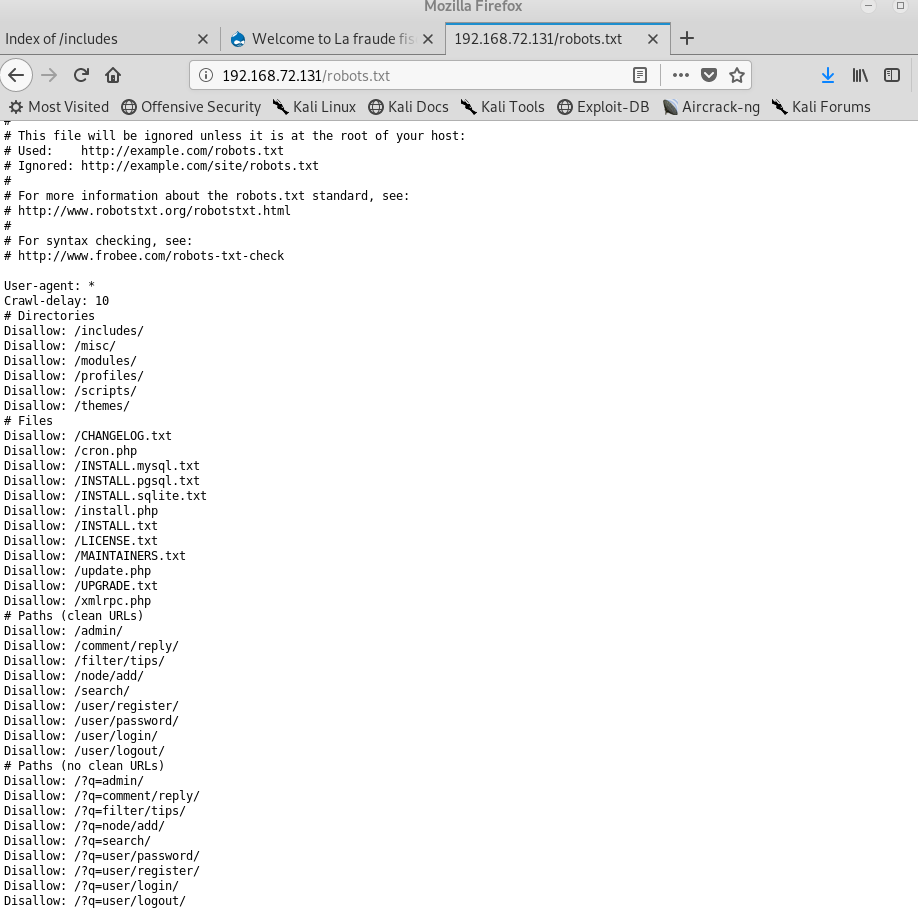 Mozilla Firefox
Index of /includes
Welcome to La fraude fis
192.168.72.131/robots.txt
192.168.72.131/robots.txt
Most Visited Offensive Security Kali Linux Kali Docs Kali Tools Exploit-DB Aircrack-ng Kali Forums
#
# This file will be ignored unless it is at the root of your host:
# Used:    http://example.com/robots.txt
# Ignored: http://example.com/site/robots.txt
#
# For more information about the robots.txt standard, see:
# http://www.robotstxt.org/robotstxt.html
#
# For syntax checking, see:
# http://www.frobee.com/robots-txt-check
User-agent: *
Crawl-delay: 10
# Directories
Disallow: /includes/
Disallow: /misc/
Disallow: /modules/
Disallow: /profiles/
Disallow: /scripts/
Disallow: /themes/
# Files
Disallow: /CHANGELOG.txt
Disallow: /cron.php
Disallow: /INSTALL.mysql.txt
Disallow: /INSTALL.pgsql.txt
Disallow: /INSTALL.sqlite.txt
Disallow: /install.php
Disallow: /INSTALL.txt
Disallow: /LICENSE.txt
Disallow: /MAINTAINERS.txt
Disallow: /update.php
Disallow: /UPGRADE.txt
Disallow: /xmlrpc.php
# Paths (clean URLs)
Disallow: /admin/
Disallow: /comment/reply/
Disallow: /filter/tips/
Disallow: /node/add/
Disallow: /search/
Disallow: /user/register/
Disallow: /user/password/
Disallow: /user/login/
Disallow: /user/logout/
# Paths (no clean URLs)
Disallow: /?q=admin/
Disallow: /?q=comment/reply/
Disallow: /?q=filter/tips/
Disallow: /?q=node/add/
Disallow: /?q=search/
Disallow: /?q=user/password/
Disallow: /?q=user/register/
Disallow: /?q=user/login/
Disallow: /?q=user/logout/